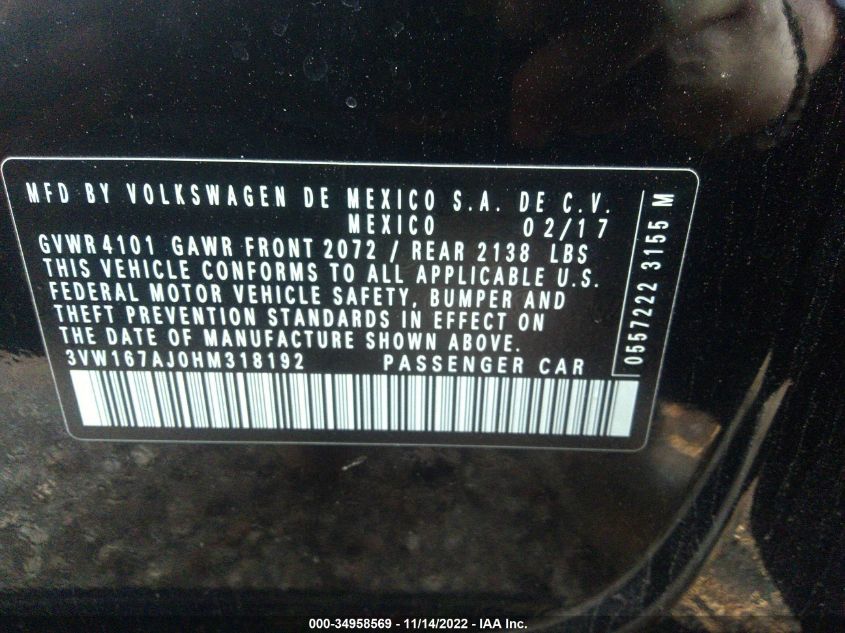 MFD BY VOLKSWAGEN DE MEXICO S.A. DE C.V.
MEXICO 02/17
GVWR 4101 GAWR FRONT 2072 / REAR 2138 LBS
THIS VEHICLE CONFORMS TO ALL APPLICABLE U.S.
FEDERAL MOTOR VEHICLE SAFETY, BUMPER AND
THEFT PREVENTION STANDARDS IN EFFECT ON
THE DATE OF MANUFACTURE SHOWN ABOVE.
3VW167AJ0HM318192 PASSENGER CAR
0557222 3155 M
000-34958569 - 11/14/2022 - IAA Inc.